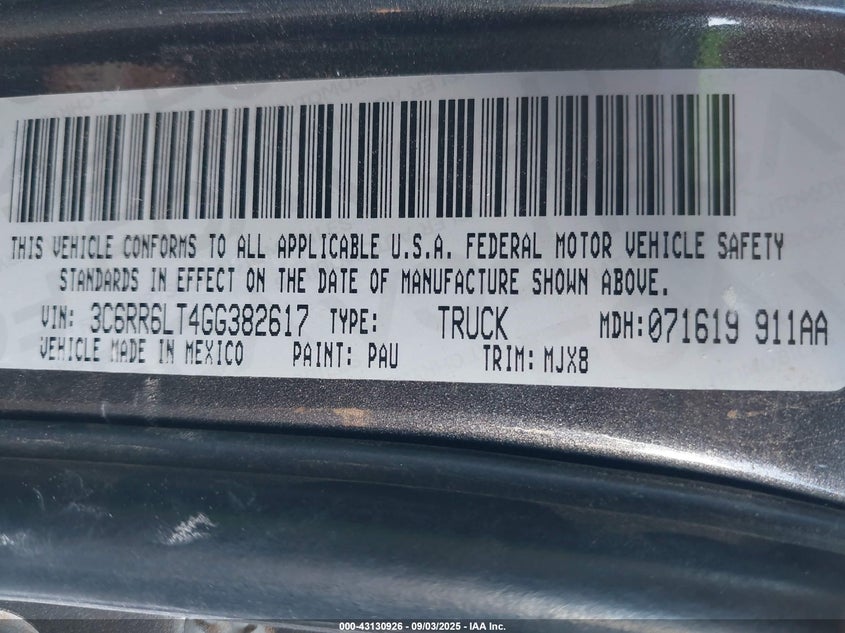 THIS VEHICLE CONFORMS TO ALL APPLICABLE U.S.A. FEDERAL MOTOR VEHICLE SAFETY
STANDARDS IN EFFECT ON THE DATE OF MANUFACTURE SHOWN ABOVE.
VIN: 3C6RR6LT4GG382617 TYPE: TRUCK MDH:071619 911AA
VEHICLE MADE IN MEXICO PAINT: PAU TRIM: MJX8
000-43130926 - 09/03/2025 - IAA Inc.